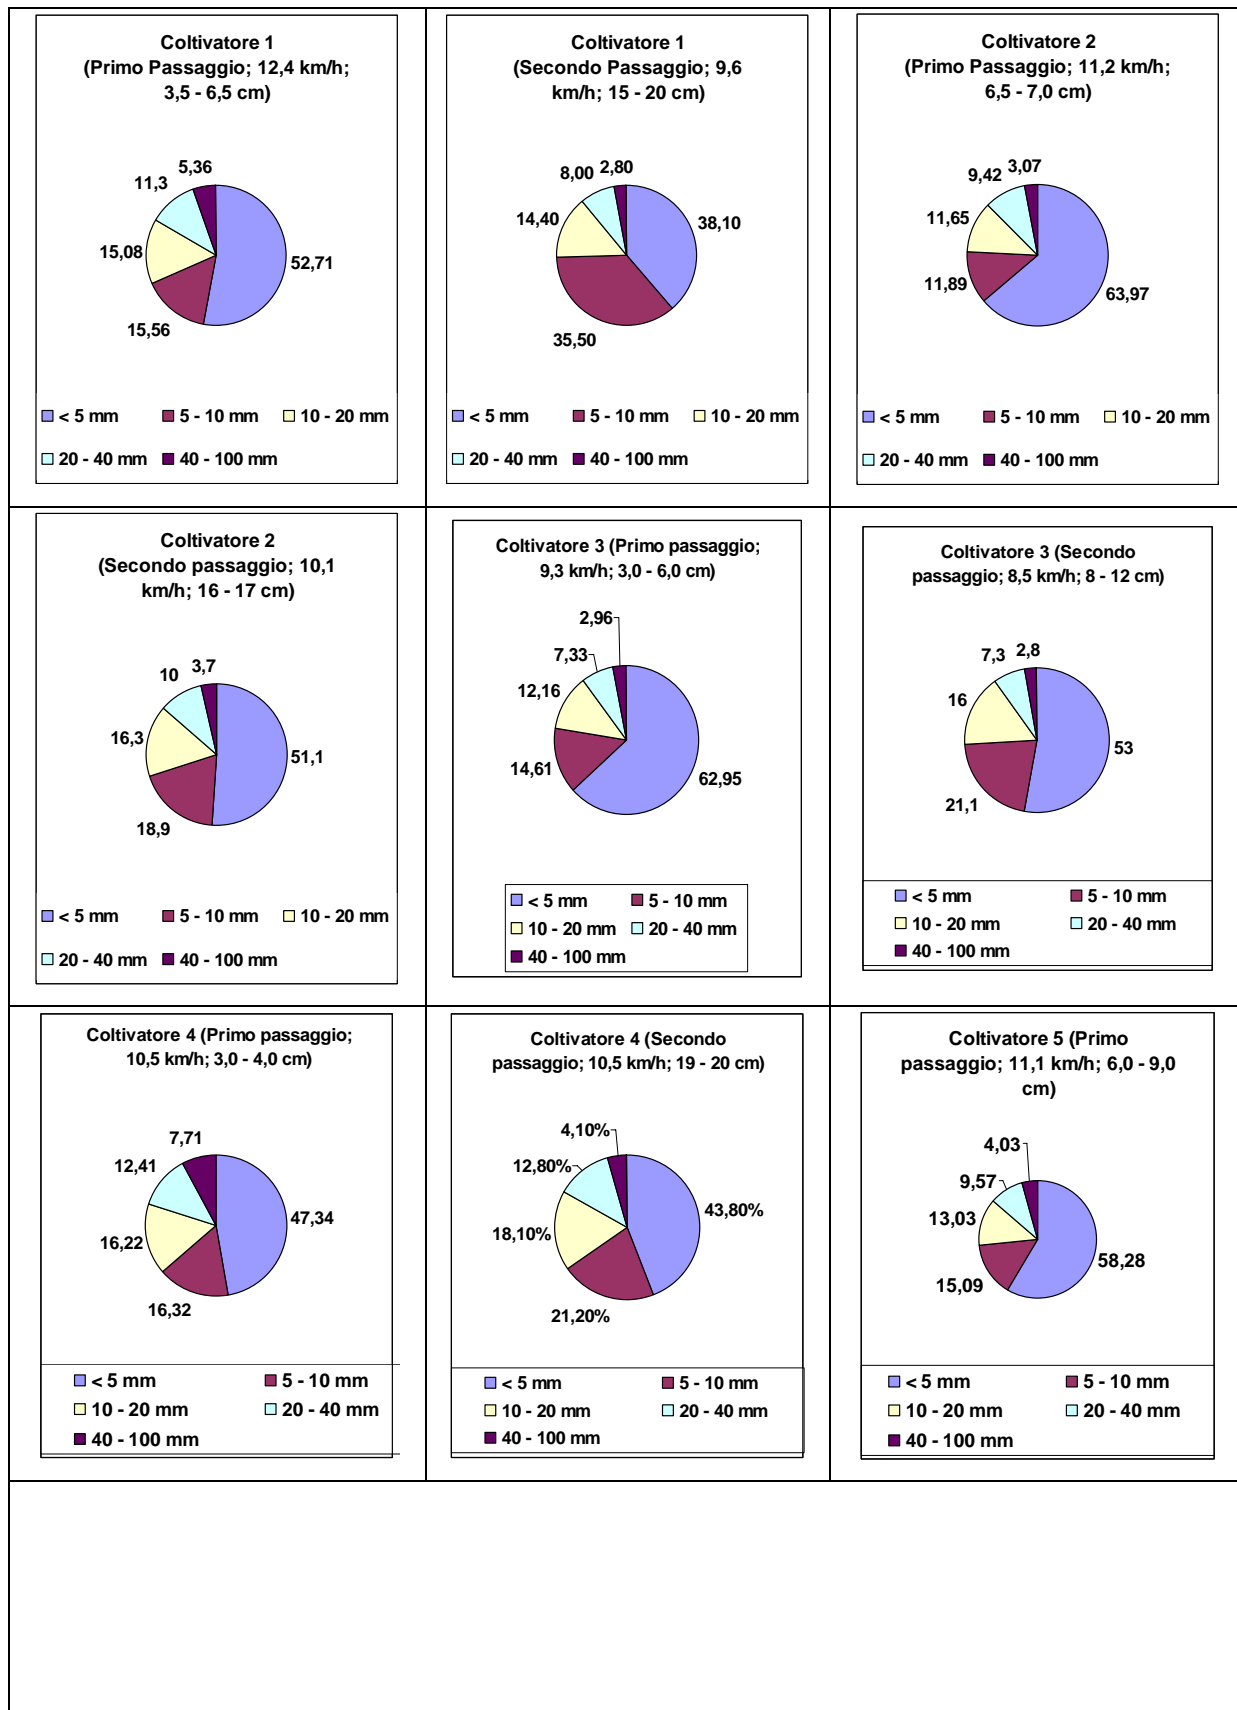 Coltivatore 1
(Primo Passaggio; 12,4 km/h;
3,5 - 6,5 cm)
5,36
11,3
15,08
52,71
15,56
< 5 mm 5 - 10 mm 10 - 20 mm
20 - 40 mm 40 - 100 mm
Coltivatore 1
(Secondo Passaggio; 9,6
km/h; 15 - 20 cm)
8,00 2,80
14,40
38,10
35,50
< 5 mm 5 - 10 mm 10 - 20 mm
20 - 40 mm 40 - 100 mm
Coltivatore 2
(Primo Passaggio; 11,2 km/h;
6,5 - 7,0 cm)
9,42 3,07
11,65
11,89
63,97
< 5 mm 5 - 10 mm 10 - 20 mm
20 - 40 mm 40 - 100 mm
Coltivatore 2
(Secondo passaggio; 10,1
km/h; 16 - 17 cm)
10 3,7
16,3
51,1
18,9
< 5 mm 5 - 10 mm 10 - 20 mm
20 - 40 mm 40 - 100 mm
Coltivatore 3 (Primo passaggio;
9,3 km/h; 3,0 - 6,0 cm)
2,96
7,33
12,16
14,61
62,95
< 5 mm 5 - 10 mm
10 - 20 mm 20 - 40 mm
40 - 100 mm
Coltivatore 3 (Secondo
passaggio; 8,5 km/h; 8 - 12 cm)
7,3 2,8
16
53
21,1
< 5 mm 5 - 10 mm
10 - 20 mm 20 - 40 mm
40 - 100 mm
Coltivatore 4 (Primo passaggio;
10,5 km/h; 3,0 - 4,0 cm)
7,71
12,41
47,34
16,22
16,32
< 5 mm 5 - 10 mm
10 - 20 mm 20 - 40 mm
40 - 100 mm
Coltivatore 4 (Secondo
passaggio; 10,5 km/h; 19 - 20 cm)
4,10%
12,80%
43,80%
18,10%
21,20%
< 5 mm 5 - 10 mm
10 - 20 mm 20 - 40 mm
40 - 100 mm
Coltivatore 5 (Primo
passaggio; 11,1 km/h; 6,0 - 9,0
cm)
4,03
9,57
13,03
58,28
15,09
< 5 mm 5 - 10 mm
10 - 20 mm 20 - 40 mm
40 - 100 mm